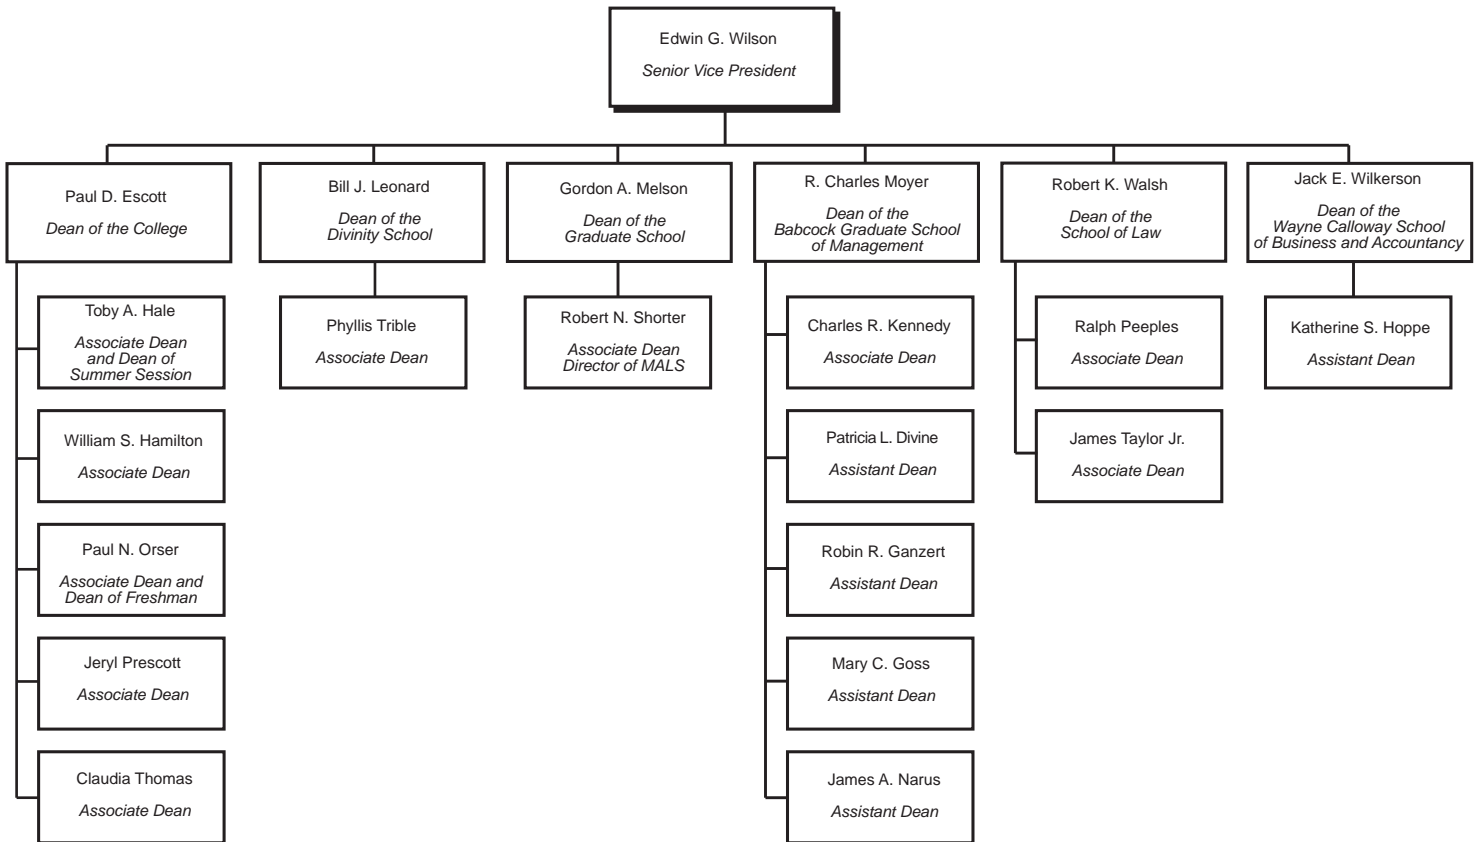 Edwin G. Wilson
Senior Vice President
Paul D. Escott
Dean of the College
Bill J. Leonard
Dean of the
Divinity School
Gordon A. Melson
Dean of the
Graduate School
R. Charles Moyer
Dean of the
Babcock Graduate School
of Management
Robert K. Walsh
Dean of the
School of Law
Jack E. Wilkerson
Dean of the
Wayne Calloway School
of Business and Accountancy
Toby A. Hale
Associate Dean
and Dean of
Summer Session
William S. Hamilton
Associate Dean
Paul N. Orser
Associate Dean and
Dean of Freshman
Jeryl Prescott
Associate Dean
Claudia Thomas
Associate Dean
Phyllis Trible
Associate Dean
Robert N. Shorter
Associate Dean
Director of MALS
Charles R. Kennedy
Associate Dean
Patricia L. Divine
Assistant Dean
Robin R. Ganzert
Assistant Dean
Mary C. Goss
Assistant Dean
James A. Narus
Assistant Dean
Ralph Peeples
Associate Dean
James Taylor Jr.
Associate Dean
Katherine S. Hoppe
Assistant Dean